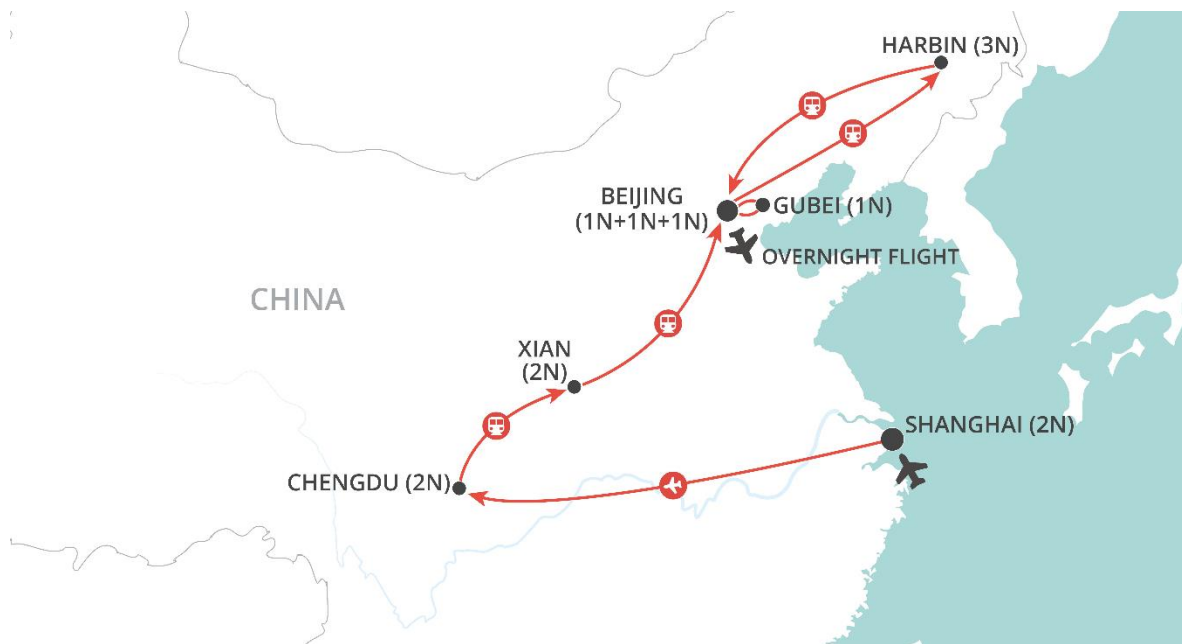 HARBIN (3N)
BEIJING
(1N+1N+1N)
GUBEI (1N)
OVERNIGHT FLIGHT
CHINA
XIAN
(2N)
SHANGHAI (2N)
CHENGDU (2N)